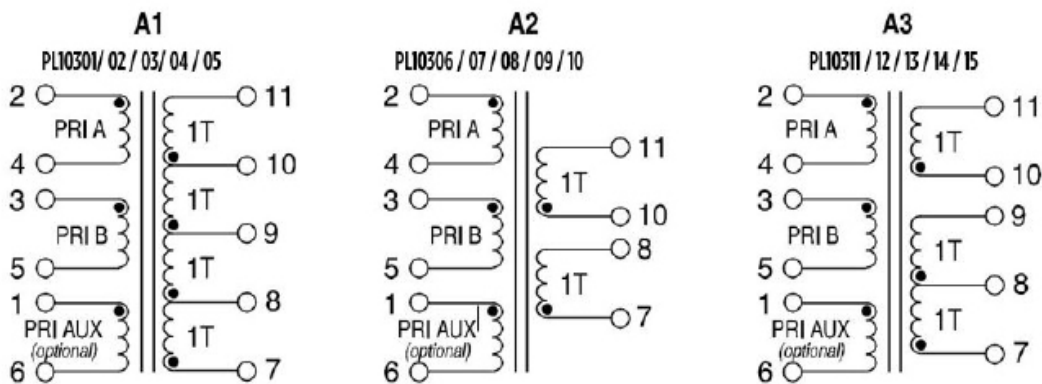 A1
PL10301/ 02 / 03/ 04 / 05
2
PRI A
4
3
PRI B
5
1
PRI AUX
(optional)
6
11
1T
10
1T
9
1T
8
1T
7
A2
PL10306 / 07 / 08 / 09 / 10
2
PRI A
4
3
PRI B
5
1
PRI AUX
(optional)
6
11
1T
10
8
1T
7
A3
PL10311 / 12 / 13 / 14 / 15
2
PRI A
4
3
PRI B
5
1
PRI AUX
(optional)
6
11
1T
10
9
1T
8
1T
7